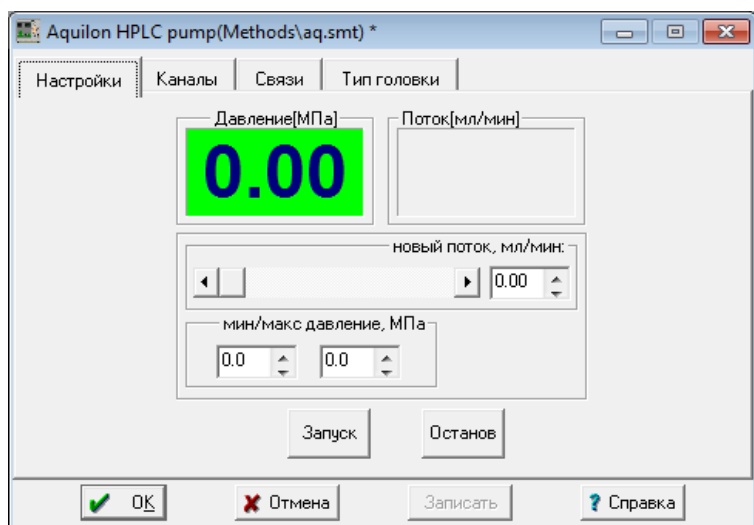 Aquilon HPLC pump(Methods\aq.smt) *
Настройки Каналы Связи Тип головки
Давление[МПа] Поток[мл/мин]
0.00
новый поток, мл/мин:
0.00
мин/макс давление, МПа
0.0 0.0
Запуск Останов
OK Отмена Записать ? Справка